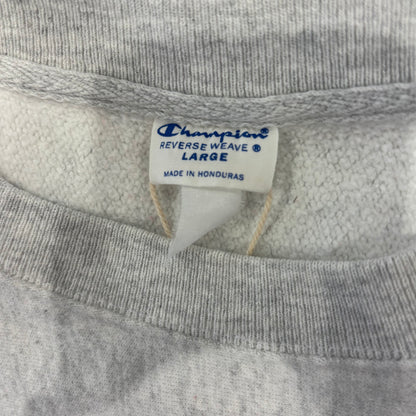 Champion®
REVERSE WEAVE ®
LARGE
MADE IN HONDURAS